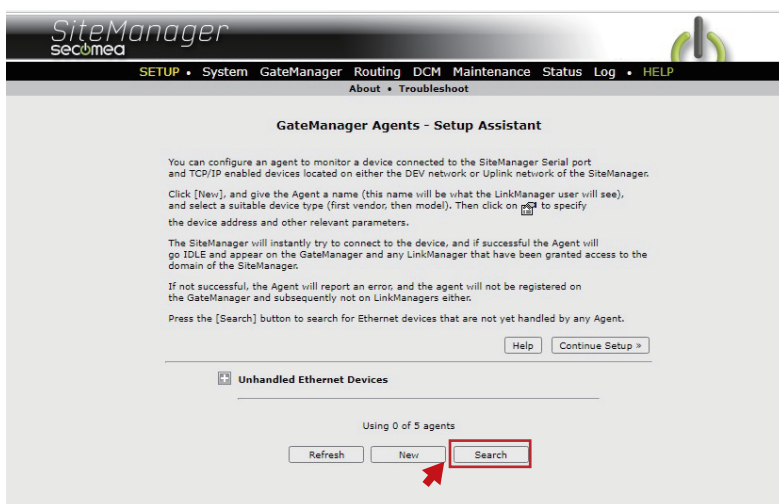 SiteManager
secomea
SETUP • System GateManager Routing DCM Maintenance Status Log • HELP
About • Troubleshoot
GateManager Agents - Setup Assistant
You can configure an agent to monitor a device connected to the SiteManager Serial port
and TCP/IP enabled devices located on either the DEV network or Uplink network of the SiteManager.
Click [New], and give the Agent a name (this name will be what the LinkManager user will see),
and select a suitable device type (first vendor, then model). Then click on to specify
the device address and other relevant parameters.
The SiteManager will instantly try to connect to the device, and if successful the Agent will
go IDLE and appear on the GateManager and any LinkManager that have been granted access to the
domain of the SiteManager.
If not successful, the Agent will report an error, and the agent will not be registered on
the GateManager and subsequently not on LinkManagers either.
Press the [Search] button to search for Ethernet devices that are not yet handled by any Agent.
Help Continue Setup »
Unhandled Ethernet Devices
Using 0 of 5 agents
Refresh New Search